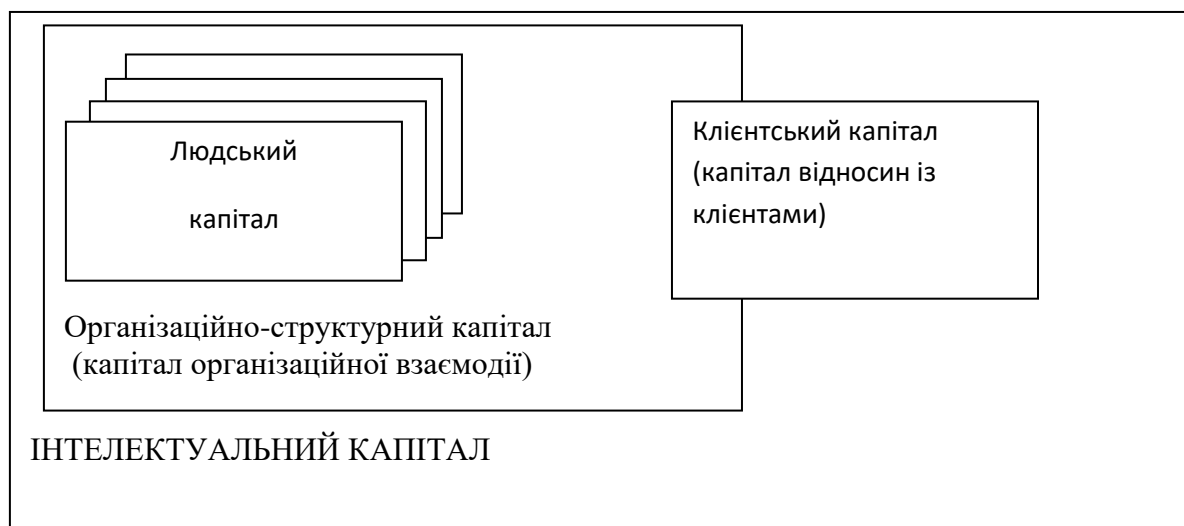 Людський
капітал
Клієнтський капітал
(капітал відносин із
клієнтами)
Організаційно-структурний капітал
(капітал організаційної взаємодії)
ІНТЕЛЕКТУАЛЬНИЙ КАПІТАЛ